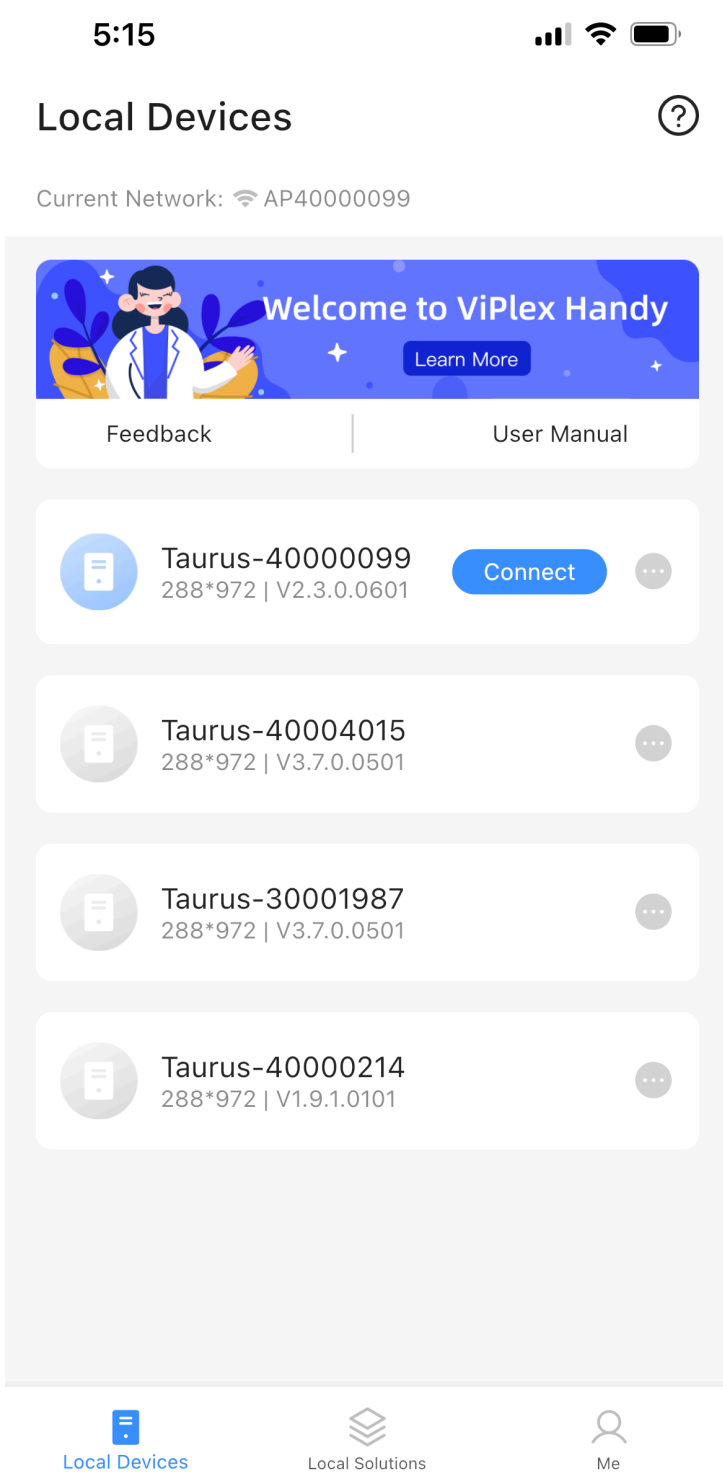 5:15
Local Devices
Current Network: AP40000099
Welcome to ViPlex Handy
Learn More
Feedback
User Manual
Taurus-40000099
288*972 | V2.3.0.0601
Connect
Taurus-40004015
288*972 | V3.7.0.0501
Taurus-30001987
288*972 | V3.7.0.0501
Taurus-40000214
288*972 | V1.9.1.0101
Local Devices
Local Solutions
Me